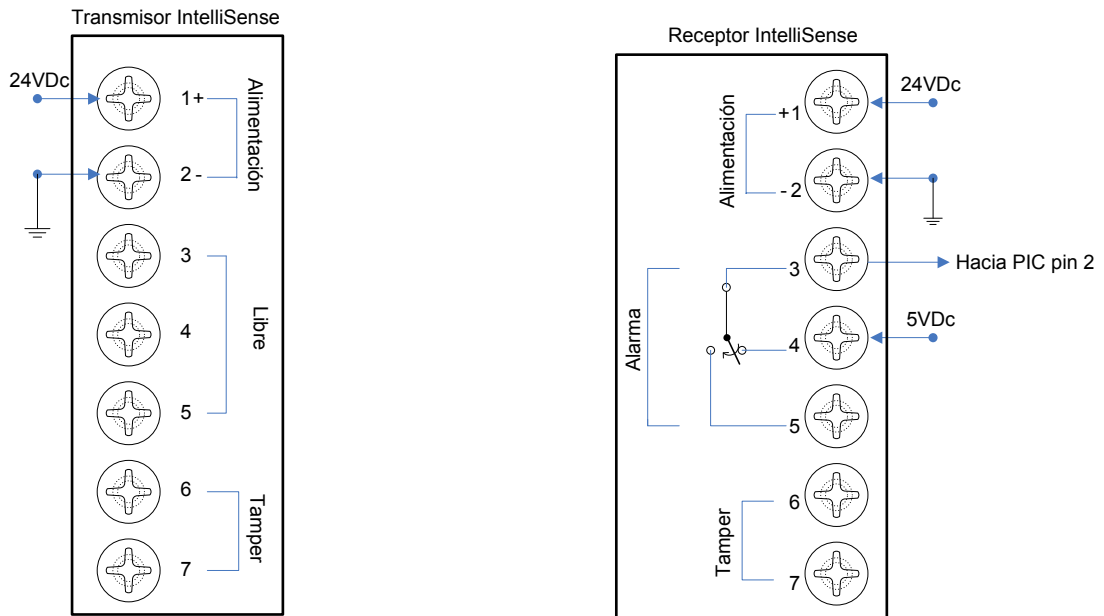 Transmisor IntelliSense
24VDc
1+
2-
Alimentación
3
4
5
Libre
6
7
Tamper
Receptor IntelliSense
+1
-2
Alimentación
24VDc
3
4
5
Alarma
Hacia PIC pin 2
5VDc
6
7
Tamper